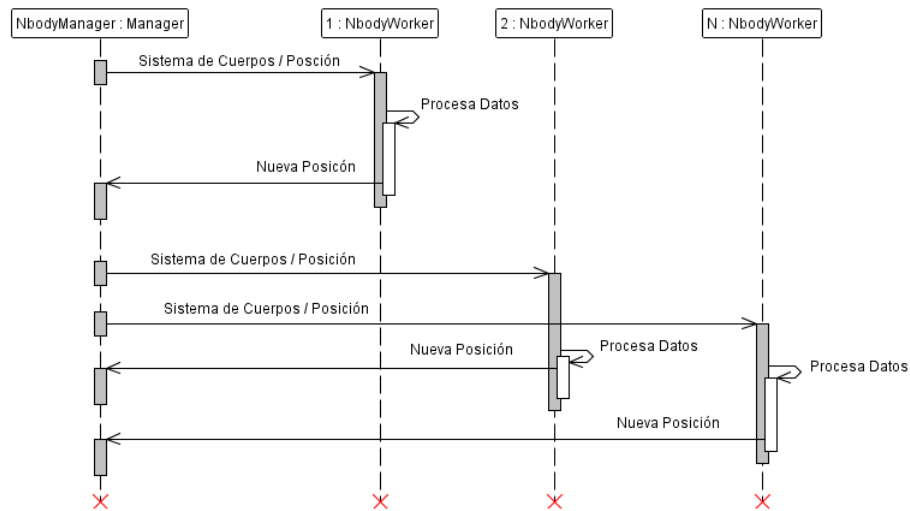 NbodyManager : Manager
1 : NbodyWorker
2 : NbodyWorker
N : NbodyWorker
Sistema de Cuerpos / Posción
Procesa Datos
Nueva Posicón
Sistema de Cuerpos / Posición
Sistema de Cuerpos / Posición
Nueva Posición
Procesa Datos
Procesa Datos
Nueva Posición